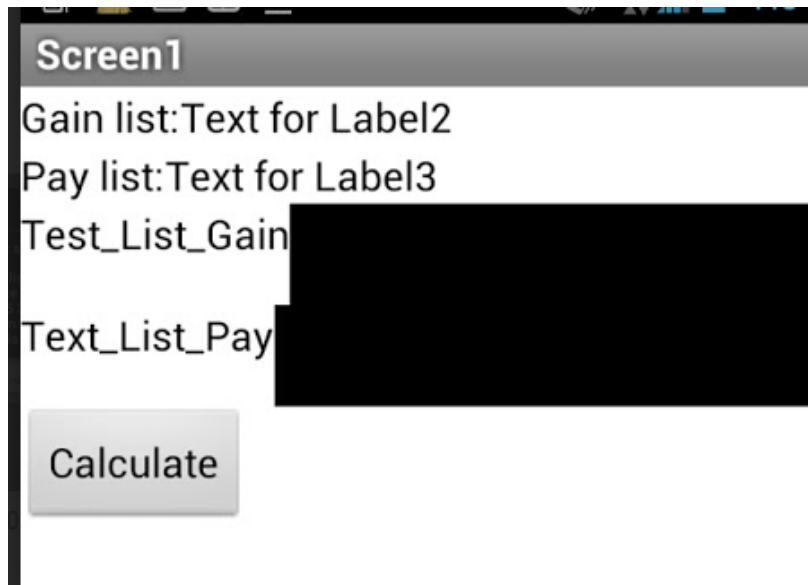 Screen1
Gain list:Text for Label2
Pay list:Text for Label3
Test_List_Gain
Text_List_Pay
Calculate